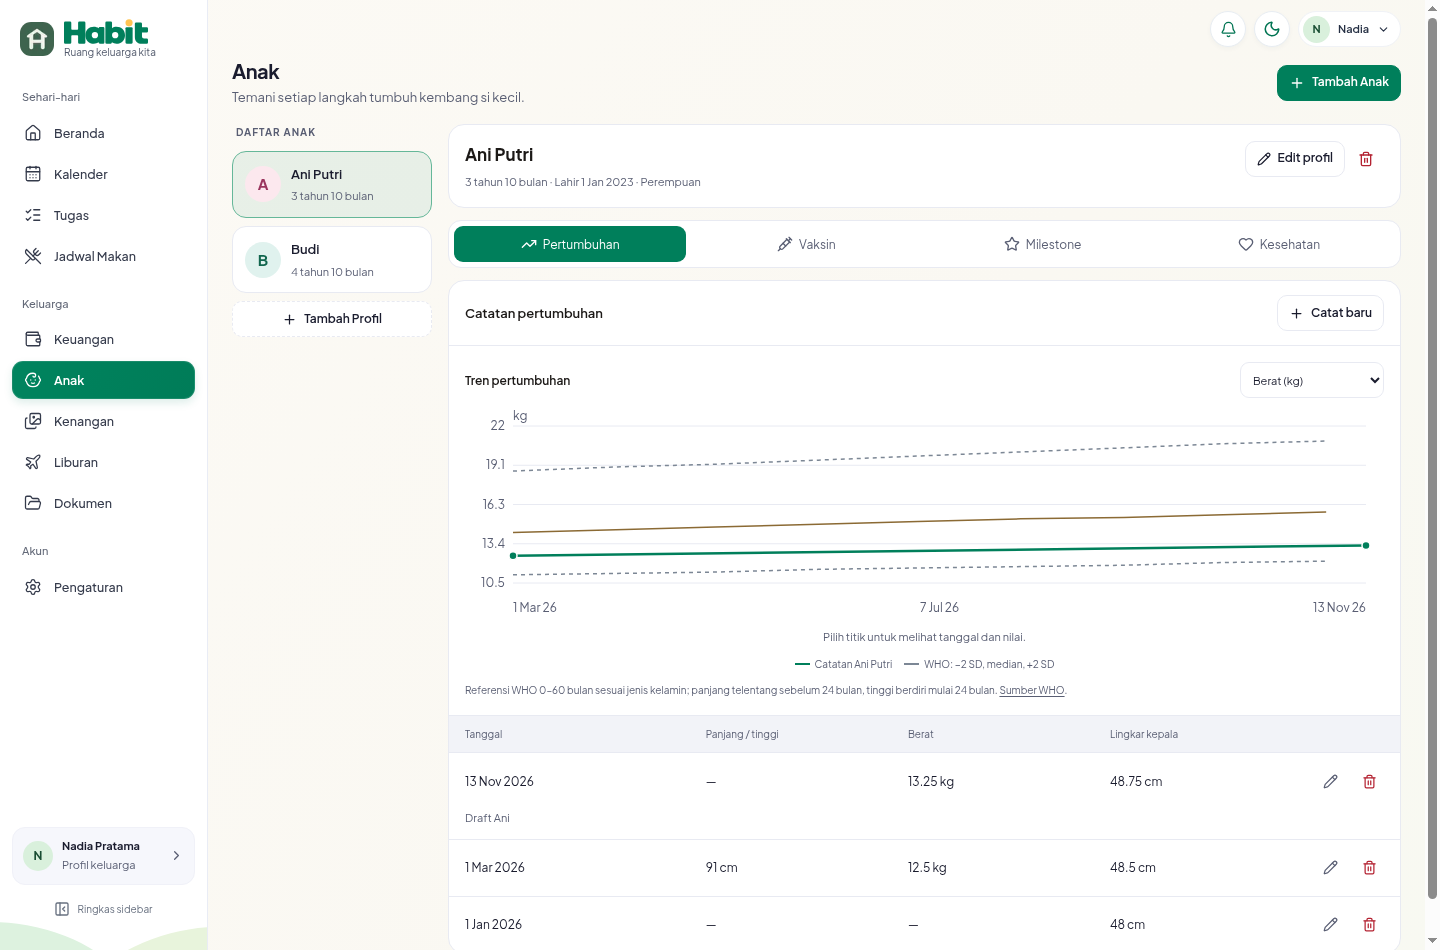 Habit
Ruang keluarga kita
Sehari-hari
Beranda
Kalender
Tugas
Jadwal Makan
Keluarga
Keuangan
Anak
Kenangan
Liburan
Dokumen
Akun
Pengaturan
N
Nadia Pratama
Profil keluarga
Ringkas sidebar
N Nadia
Anak
Temani setiap langkah tumbuh kembang si kecil.
Tambah Anak
DAFTAR ANAK
A
Ani Putri
3 tahun 10 bulan
B
Budi
4 tahun 10 bulan
Tambah Profil
Ani Putri
3 tahun 10 bulan · Lahir 1 Jan 2023 · Perempuan
Edit profil
Pertumbuhan
Vaksin
Milestone
Kesehatan
Catatan pertumbuhan
Catat baru
Tren pertumbuhan
Berat (kg)
kg
22
19.1
16.3
13.4
10.5
1 Mar 26 7 Jul 26 13 Nov 26
Pilih titik untuk melihat tanggal dan nilai.
Catatan Ani Putri WHO: −2 SD, median, +2 SD
Referensi WHO 0–60 bulan sesuai jenis kelamin; panjang telentang sebelum 24 bulan, tinggi berdiri mulai 24 bulan. Sumber WHO.
Tanggal Panjang / tinggi Berat Lingkar kepala
13 Nov 2026 — 13.25 kg 48.75 cm
Draft Ani
1 Mar 2026 91 cm 12.5 kg 48.5 cm
1 Jan 2026 — — 48 cm